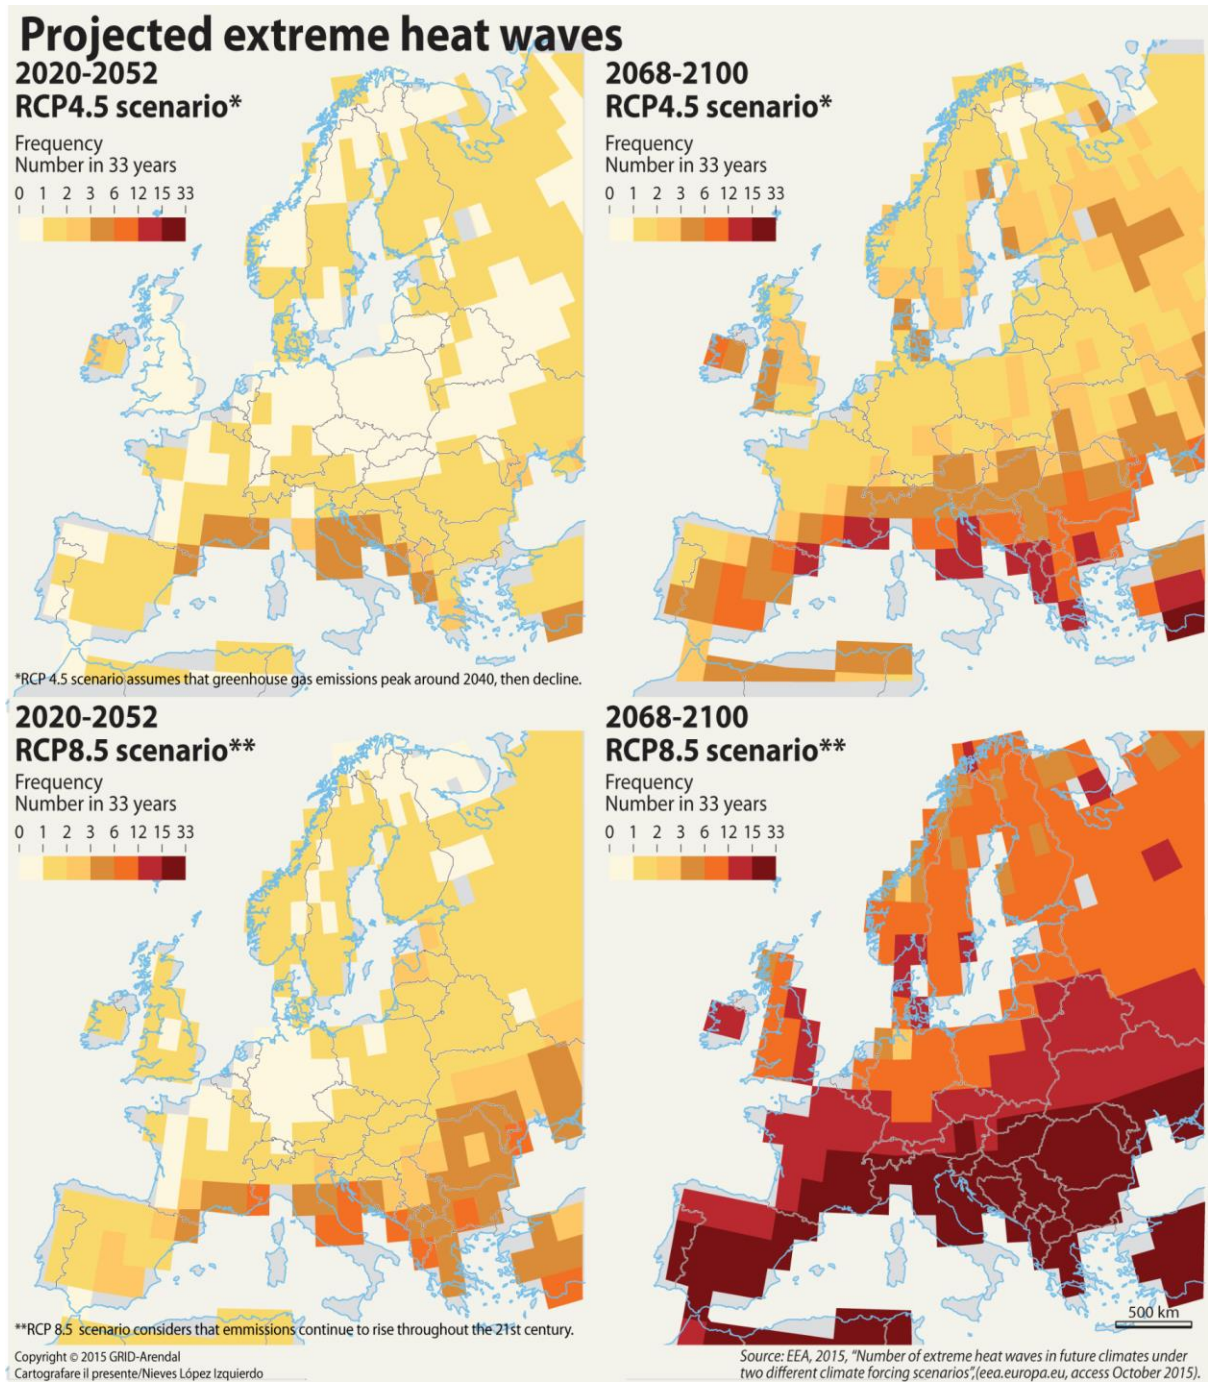 Projected extreme heat waves
2020-2052
RCP4.5 scenario*
Frequency
Number in 33 years
0 1 2 3 6 12 15 33
2068-2100
RCP4.5 scenario*
Frequency
Number in 33 years
0 1 2 3 6 12 15 33
*RCP 4.5 scenario assumes that greenhouse gas emissions peak around 2040, then decline.
2020-2052
RCP8.5 scenario**
Frequency
Number in 33 years
0 1 2 3 6 12 15 33
2068-2100
RCP8.5 scenario**
Frequency
Number in 33 years
0 1 2 3 6 12 15 33
500 km
**RCP 8.5 scenario considers that emmissions continue to rise throughout the 21st century.
Copyright © 2015 GRID-Arendal
Cartografare il presente/Nieves López Izquierdo
Source: EEA, 2015, “Number of extreme heat waves in future climates under
two different climate forcing scenarios”,(eea.europa.eu, access October 2015).